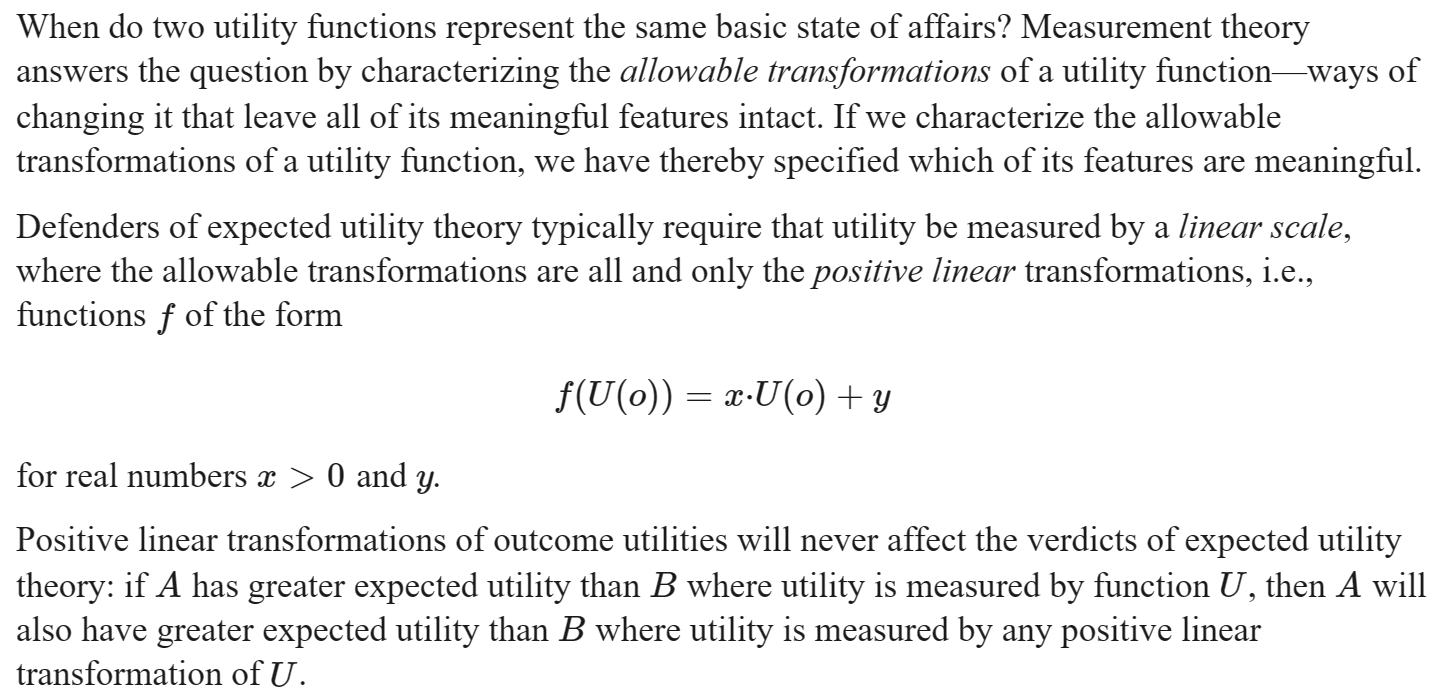 When do two utility functions represent the same basic state of affairs? Measurement theory
answers the question by characterizing the allowable transformations of a utility function—ways of
changing it that leave all of its meaningful features intact. If we characterize the allowable
transformations of a utility function, we have thereby specified which of its features are meaningful.
Defenders of expected utility theory typically require that utility be measured by a linear scale,
where the allowable transformations are all and only the positive linear transformations, i.e.,
functions f of the form
f(U(o)) = x·U(o) + y
for real numbers x > 0 and y.
Positive linear transformations of outcome utilities will never affect the verdicts of expected utility
theory: if A has greater expected utility than B where utility is measured by function U, then A will
also have greater expected utility than B where utility is measured by any positive linear
transformation of U.